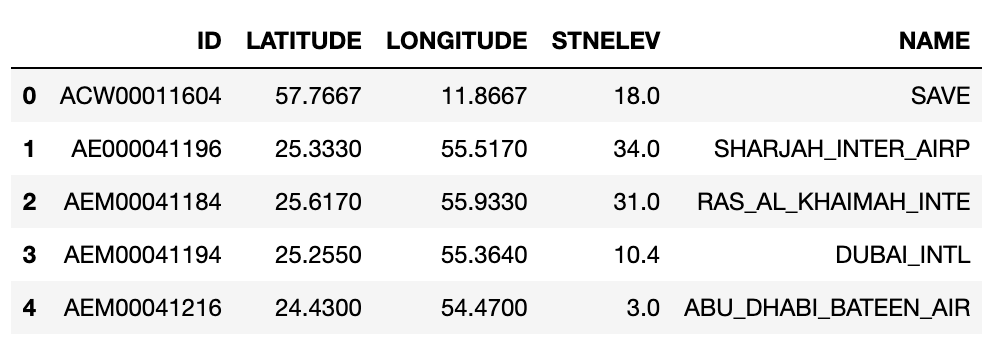 ID LATITUDE LONGITUDE STNELEV NAME
0 ACW00011604 57.7667 11.8667 18.0 SAVE
1 AE000041196 25.3330 55.5170 34.0 SHARJAH_INTER_AIRP
2 AEM00041184 25.6170 55.9330 31.0 RAS_AL_KHAIMAH_INTE
3 AEM00041194 25.2550 55.3640 10.4 DUBAI_INTL
4 AEM00041216 24.4300 54.4700 3.0 ABU_DHABI_BATEEN_AIR